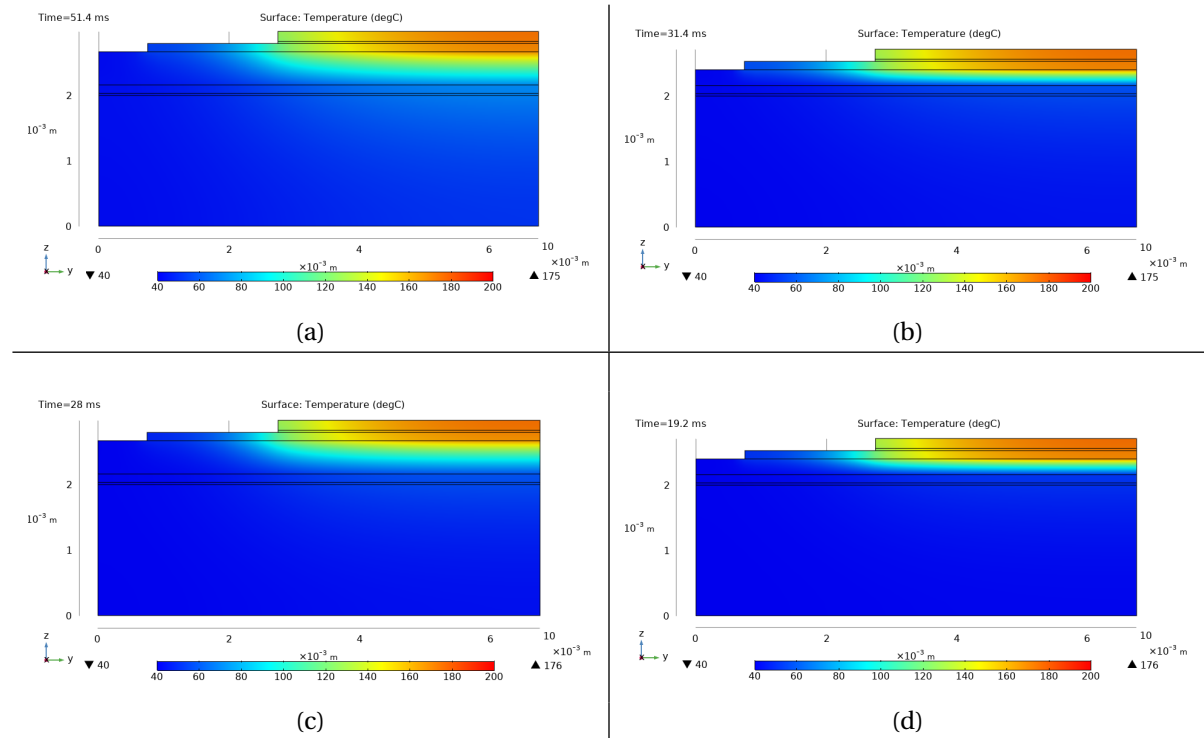 Time=51.4 ms Surface: Temperature (degC)
2
10⁻³ m
1
0
0 2 4 6 10
×10⁻³ m
z
y
▼ 40
×10⁻³ m
40 60 80 100 120 140 160 180 200
▲ 175
(a)
Time=31.4 ms Surface: Temperature (degC)
2
10⁻³ m
1
0
0 2 4 6 10
×10⁻³ m
z
y
▼ 40
×10⁻³ m
40 60 80 100 120 140 160 180 200
▲ 175
(b)
Time=28 ms Surface: Temperature (degC)
2
10⁻³ m
1
0
0 2 4 6 10
×10⁻³ m
z
y
▼ 40
×10⁻³ m
40 60 80 100 120 140 160 180 200
▲ 176
(c)
Time=19.2 ms Surface: Temperature (degC)
2
10⁻³ m
1
0
0 2 4 6 10
×10⁻³ m
z
y
▼ 40
×10⁻³ m
40 60 80 100 120 140 160 180 200
▲ 176
(d)